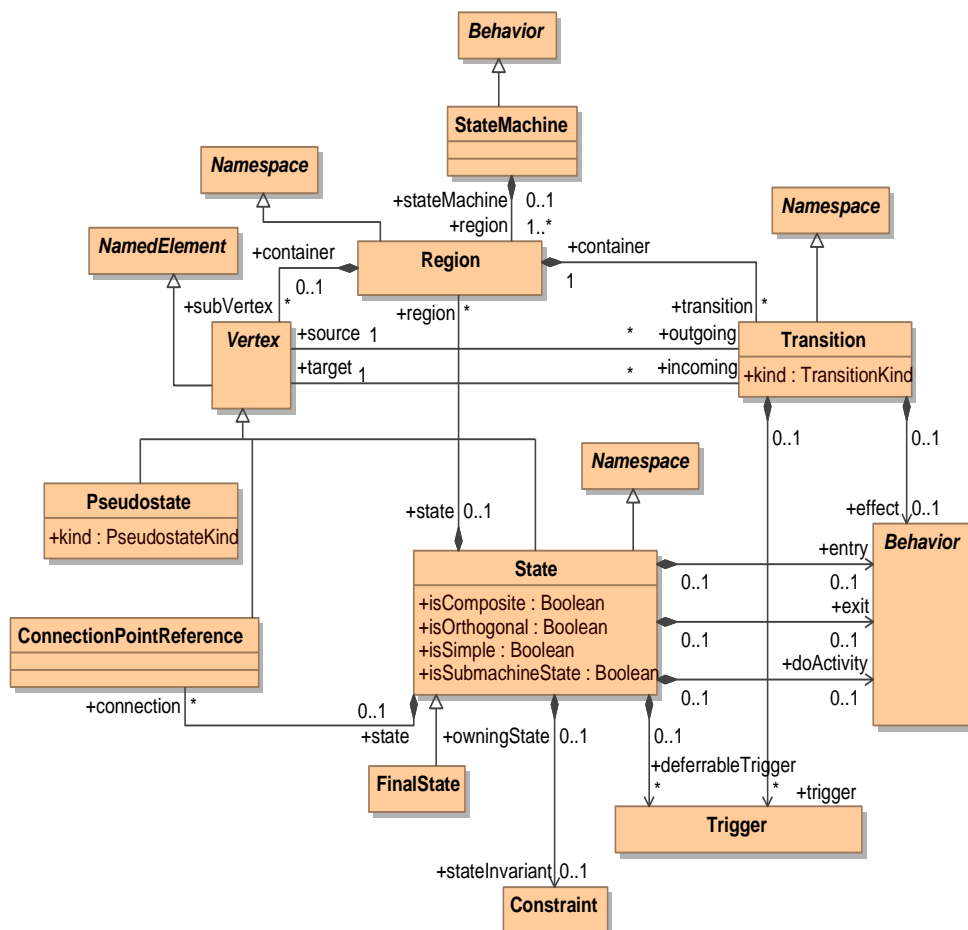 Behavior
StateMachine
Namespace
+stateMachine 0..1
Namespace
+region 1..*
NamedElement
+container
Region
+container
0..1
1
+subVertex *
+region *
+transition *
Vertex
+source 1
* +outgoing
Transition
+target 1
* +incoming
+kind : TransitionKind
0..1
0..1
Namespace
Pseudostate
+kind : PseudostateKind
+state 0..1
+effect 0..1
Behavior
State
+entry
0..1
0..1
+isComposite : Boolean
+isOrthogonal : Boolean
+isSimple : Boolean
+isSubmachineState : Boolean
+exit
0..1
0..1
ConnectionPointReference
+doActivity
0..1
0..1
+connection *
0..1
+state
+owningState 0..1
0..1
+deferrableTrigger
*
*
+trigger
FinalState
Trigger
+stateInvariant 0..1
Constraint